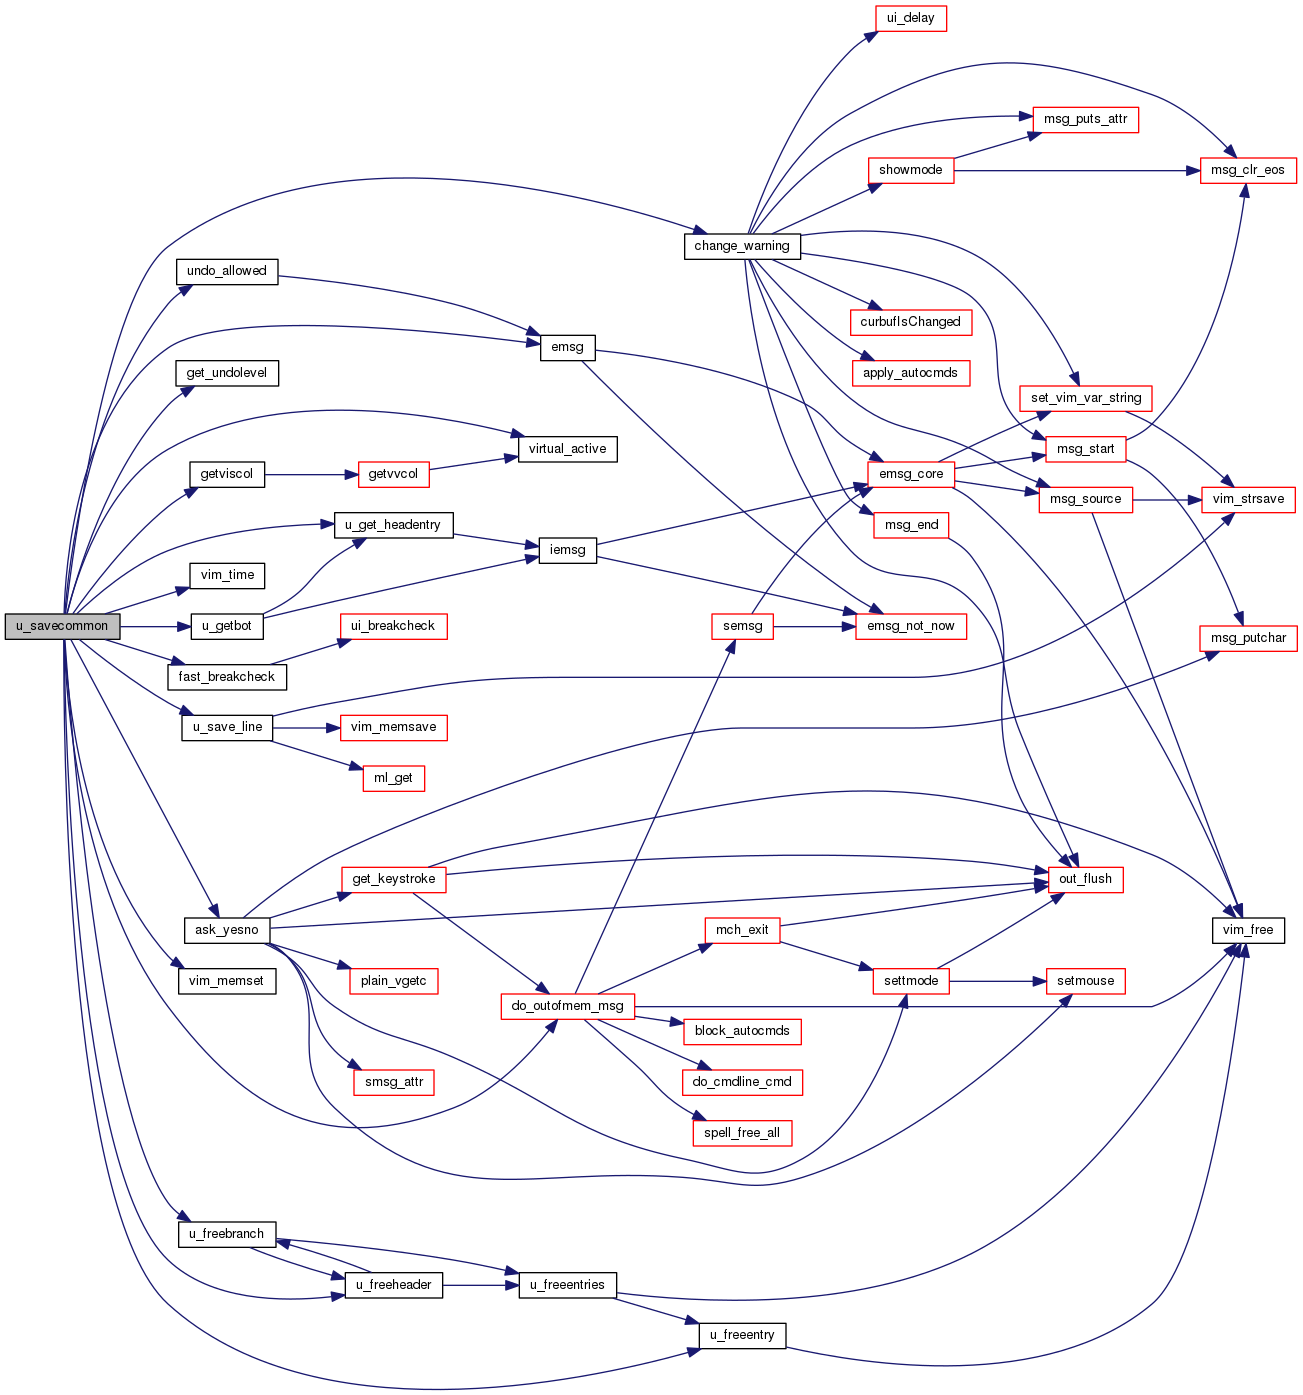 ui_delay
msg_puts_attr
showmode
msg_clr_eos
change_warning
undo_allowed
curbufIsChanged
emsg
get_undolevel
apply_autocmds
set_vim_var_string
virtual_active
msg_start
getviscol
getvvcol
emsg_core
msg_source
vim_strsave
u_get_headentry
msg_end
iemsg
vim_time
u_savecommon
u_getbot
ui_breakcheck
semsg
emsg_not_now
msg_putchar
fast_breakcheck
u_save_line
vim_memsave
ml_get
get_keystroke
out_flush
ask_yesno
mch_exit
vim_free
vim_memset
plain_vgetc
settmode
setmouse
do_outofmem_msg
block_autocmds
smsg_attr
do_cmdline_cmd
spell_free_all
u_freebranch
u_freeheader
u_freeentries
u_freeentry